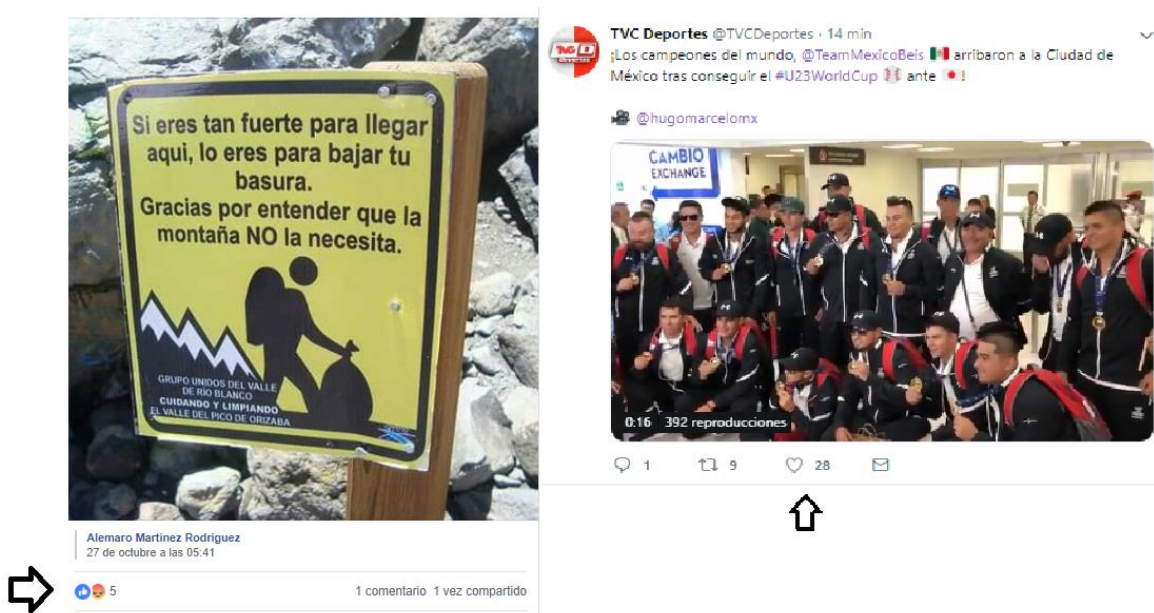 Si eres tan fuerte para llegar
aqui, lo eres para bajar tu
basura.
Gracias por entender que la
montaña NO la necesita.
GRUPO UNIDOS DEL VALLE
DE RIO BLANCO
CUIDANDO Y LIMPIANDO
EL VALLE DEL PICO DE ORIZABA
Alemaro Martinez Rodriguez
27 de octubre a las 05:41
5
1 comentario 1 vez compartido
TVC Deportes @TVCDeportes · 14 min
¡Los campeones del mundo, @TeamMexicoBeis 🇲🇽 arribaron a la Ciudad de
México tras conseguir el #U23WorldCup ante 🇯🇵!
@hugomarcelomx
CAMBIO
EXCHANGE
0:16 392 reproducciones
1 9 28